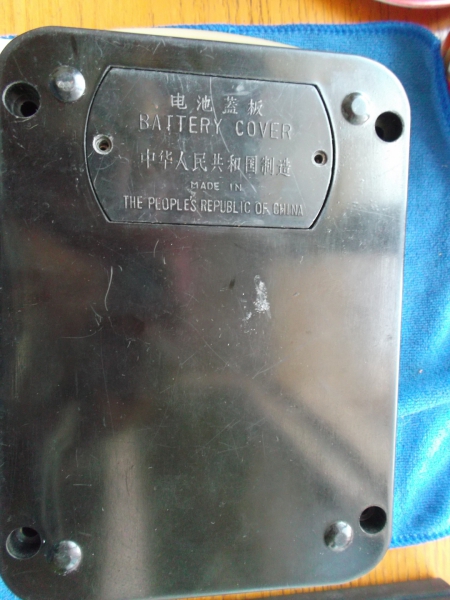 电池盖板
BATTERY COVER
中华人民共和国制造
MADE IN
THE PEOPLE'S REPUBLIC OF CHINA